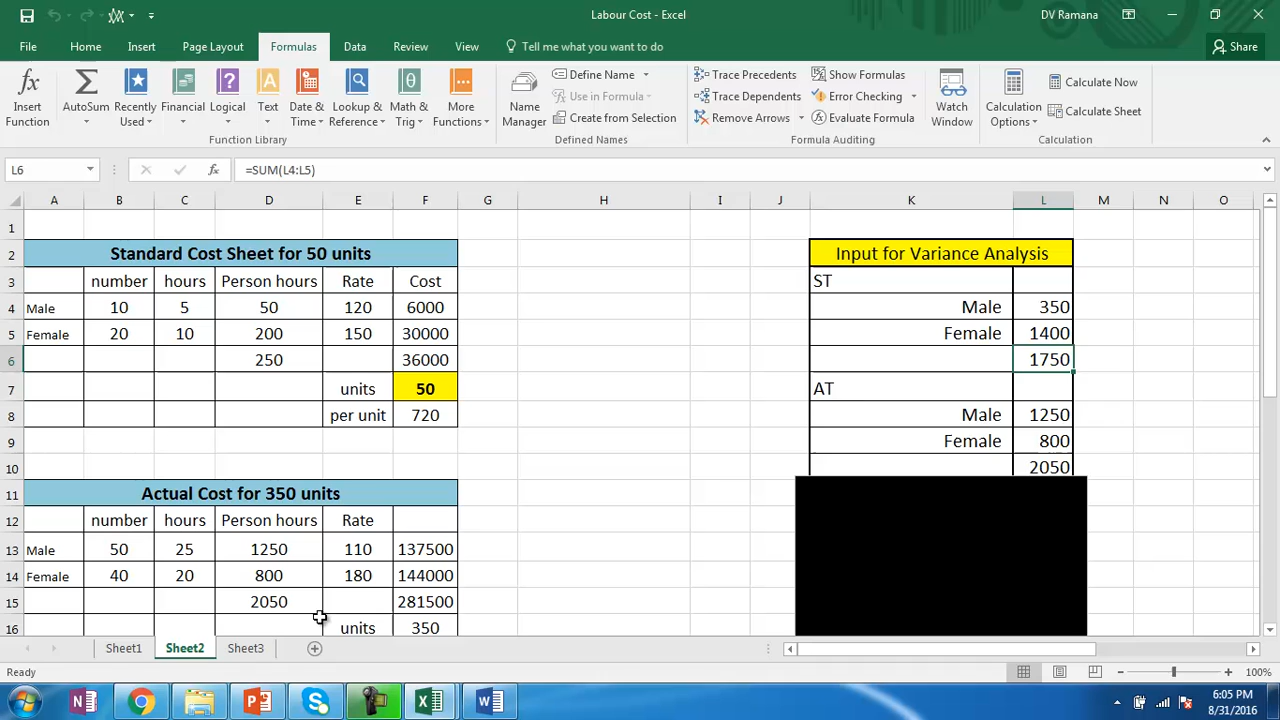 Labour Cost - Excel
DV Ramana
File Home Insert Page Layout Formulas Data Review View Tell me what you want to do Share
fx Insert Function
Σ AutoSum
Recently Used
Financial
Logical
Text
Date & Time
Lookup & Reference
Math & Trig
More Functions
Function Library
Name Manager
Define Name
Use in Formula
Create from Selection
Defined Names
Trace Precedents
Trace Dependents
Remove Arrows
Show Formulas
Error Checking
Evaluate Formula
Formula Auditing
Watch Window
Calculation Options
Calculate Now
Calculate Sheet
Calculation
L6 fx =SUM(L4:L5)
A B C D E F G H I J K L M N O
1
2 Standard Cost Sheet for 50 units Input for Variance Analysis
3 number hours Person hours Rate Cost ST
4 Male 10 5 50 120 6000 Male 350
5 Female 20 10 200 150 30000 Female 1400
6 250 36000 1750
7 units 50 AT
8 per unit 720 Male 1250
9 Female 800
10 2050
11 Actual Cost for 350 units
12 number hours Person hours Rate
13 Male 50 25 1250 110 137500
14 Female 40 20 800 180 144000
15 2050 281500
16 units 350
Sheet1 Sheet2 Sheet3
Ready 100%
6:05 PM
8/31/2016